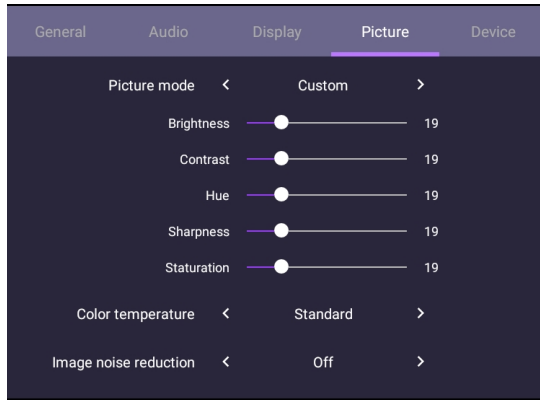 General Audio Display Picture Device
Picture mode < Custom >
Brightness 19
Contrast 19
Hue 19
Sharpness 19
Staturation 19
Color temperature < Standard >
Image noise reduction < Off >